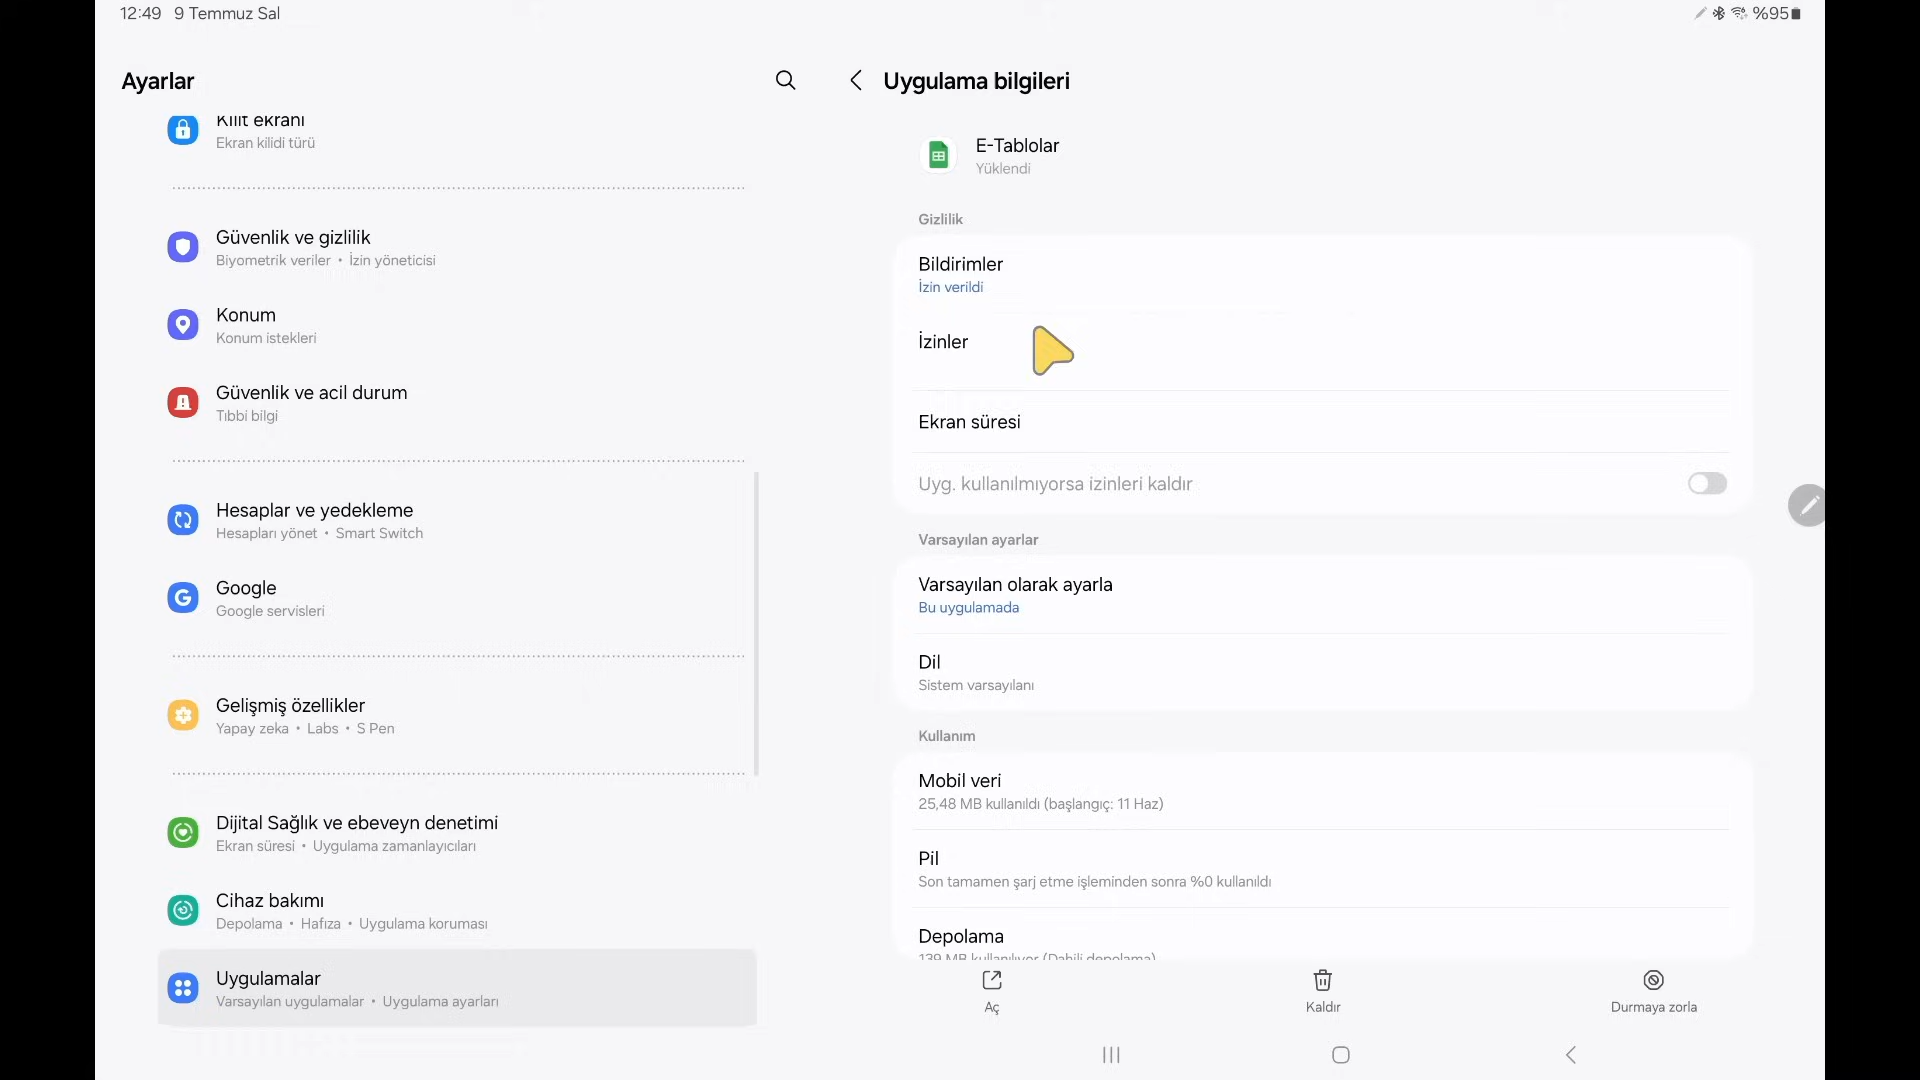 12:49 9 Temmuz Sal
%95
Ayarlar
Kilit ekranı
Ekran kilidi türü
Güvenlik ve gizlilik
Biyometrik veriler • İzin yöneticisi
Konum
Konum istekleri
Güvenlik ve acil durum
Tıbbi bilgi
Hesaplar ve yedekleme
Hesapları yönet • Smart Switch
Google
Google servisleri
Gelişmiş özellikler
Yapay zeka • Labs • S Pen
Dijital Sağlık ve ebeveyn denetimi
Ekran süresi • Uygulama zamanlayıcıları
Cihaz bakımı
Depolama • Hafıza • Uygulama koruması
Uygulamalar
Varsayılan uygulamalar • Uygulama ayarları
Uygulama bilgileri
E-Tablolar
Yüklendi
Gizlilik
Bildirimler
İzin verildi
İzinler
Ekran süresi
Uyg. kullanılmıyorsa izinleri kaldır
Varsayılan ayarlar
Varsayılan olarak ayarla
Bu uygulamada
Dil
Sistem varsayılanı
Kullanım
Mobil veri
25,48 MB kullanıldı (başlangıç: 11 Haz)
Pil
Son tamamen şarj etme işleminden sonra %0 kullanıldı
Depolama
139 MB kullanılıyor (Dahili depolama)
Aç
Kaldır
Durmaya zorla